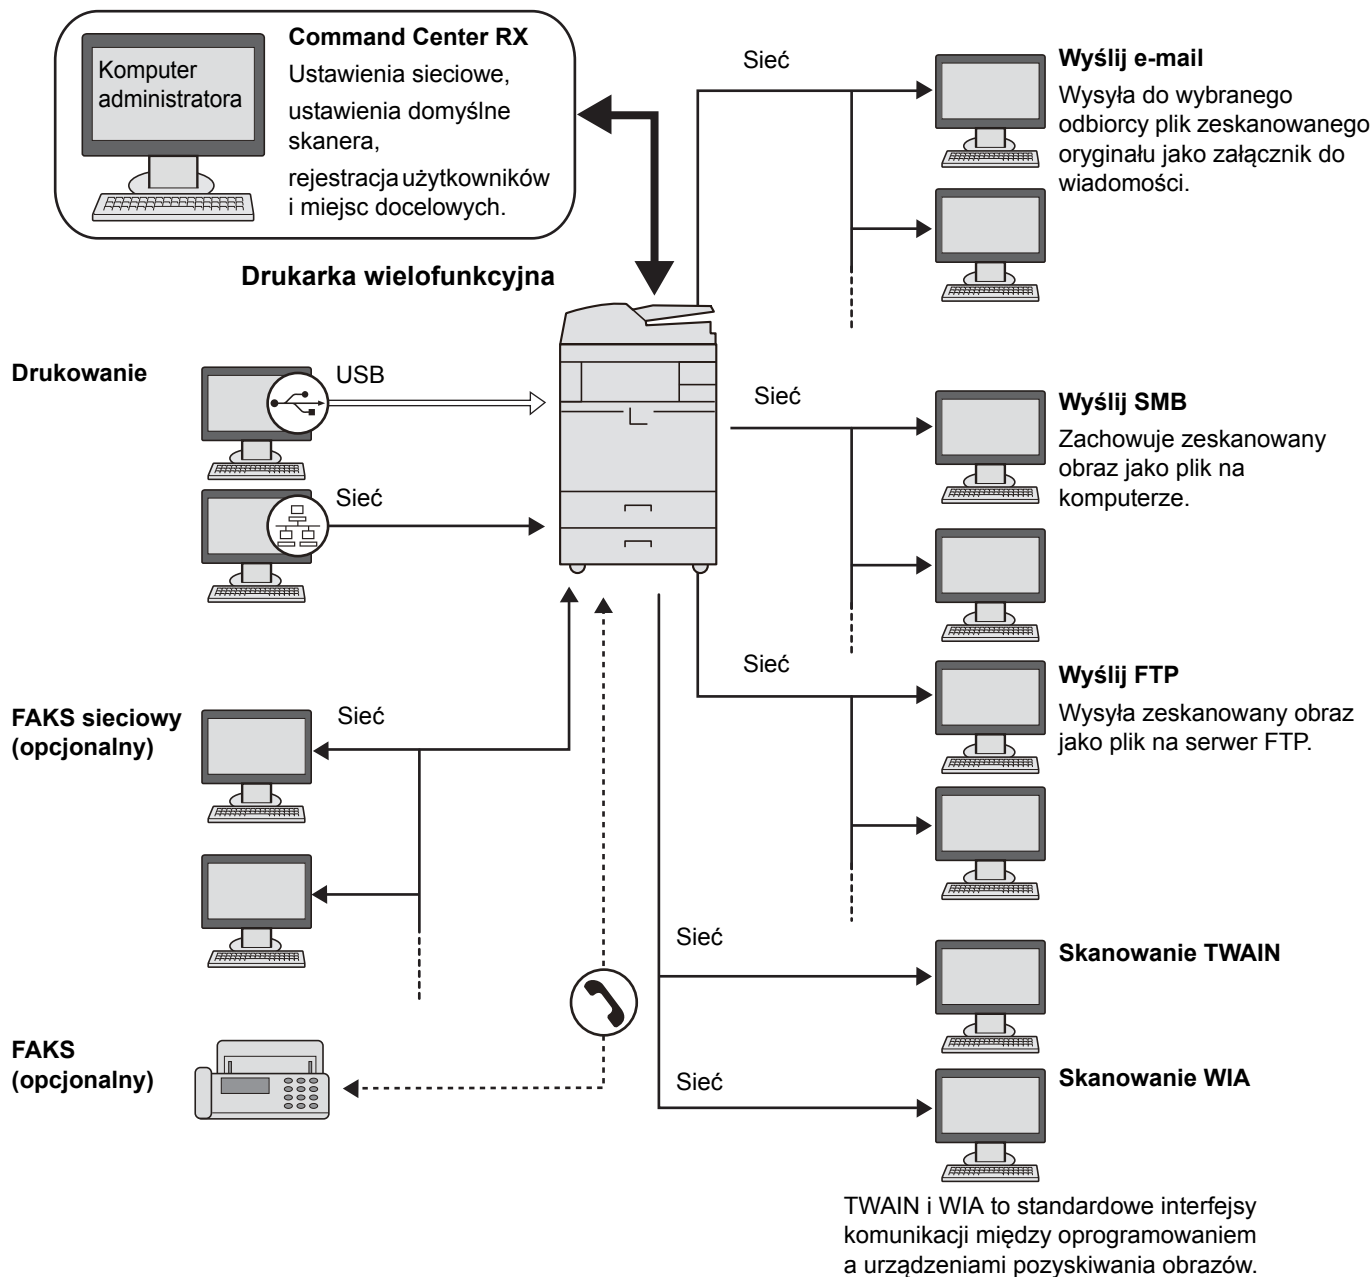 Komputer
administratora
Command Center RX
Ustawienia sieciowe,
ustawienia domyślne
skanera,
rejestracja użytkowników
i miejsc docelowych.
Sieć
Wyślij e-mail
Wysyła do wybranego
odbiorcy plik zeskanowanego
oryginału jako załącznik do
wiadomości.
Drukarka wielofunkcyjna
Drukowanie
USB
Sieć
Sieć
Wyślij SMB
Zachowuje zeskanowany
obraz jako plik na
komputerze.
Sieć
Wyślij FTP
Wysyła zeskanowany obraz
jako plik na serwer FTP.
FAKS sieciowy
(opcjonalny)
Sieć
Sieć
Skanowanie TWAIN
FAKS
(opcjonalny)
Sieć
Skanowanie WIA
TWAIN i WIA to standardowe interfejsy
komunikacji między oprogramowaniem
a urządzeniami pozyskiwania obrazów.